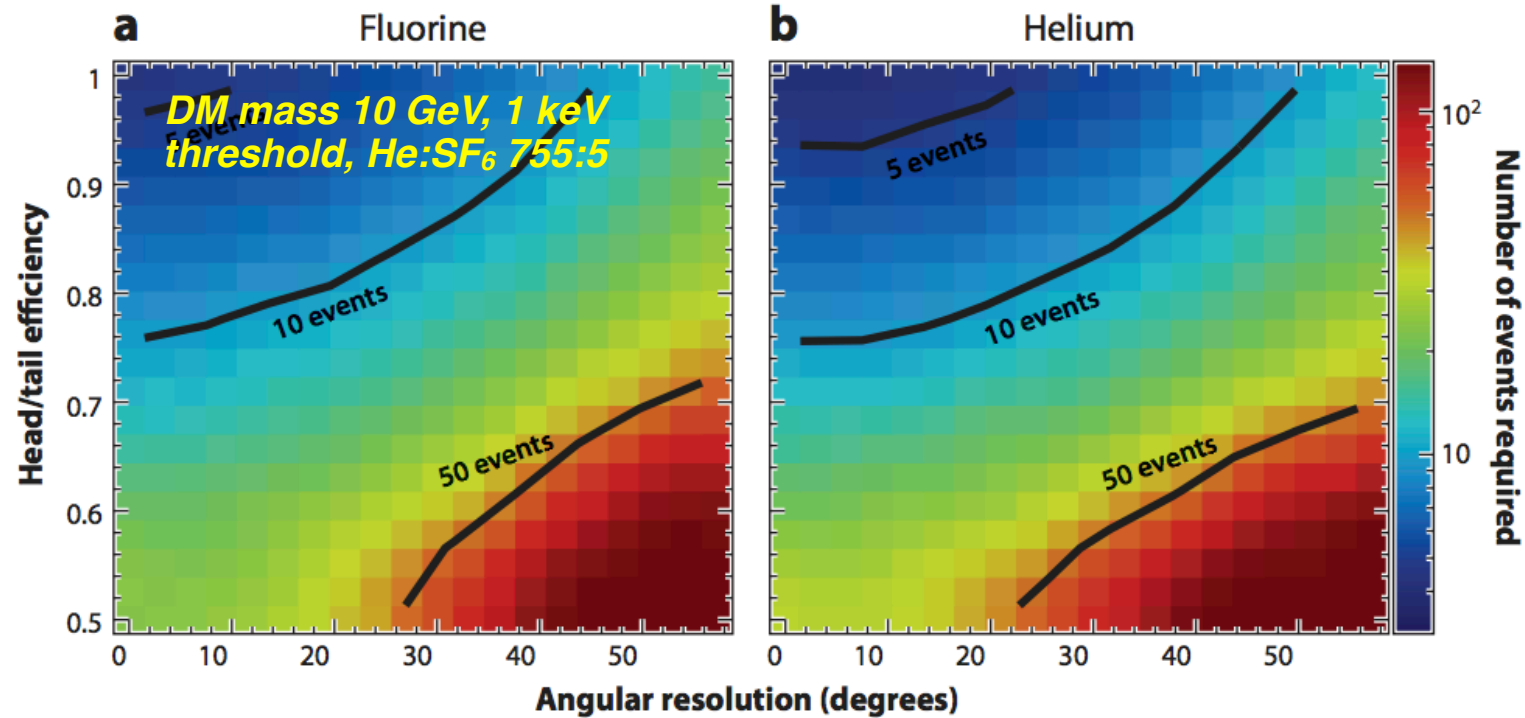 a Fluorine
b Helium
DM mass 10 GeV, 1 keV
threshold, He:SF6 755:5
5 events
10 events
50 events
5 events
10 events
50 events
Head/tail efficiency
1
0.9
0.8
0.7
0.6
0.5
0 10 20 30 40 50
0 10 20 30 40 50
Angular resolution (degrees)
10²
10
Number of events required